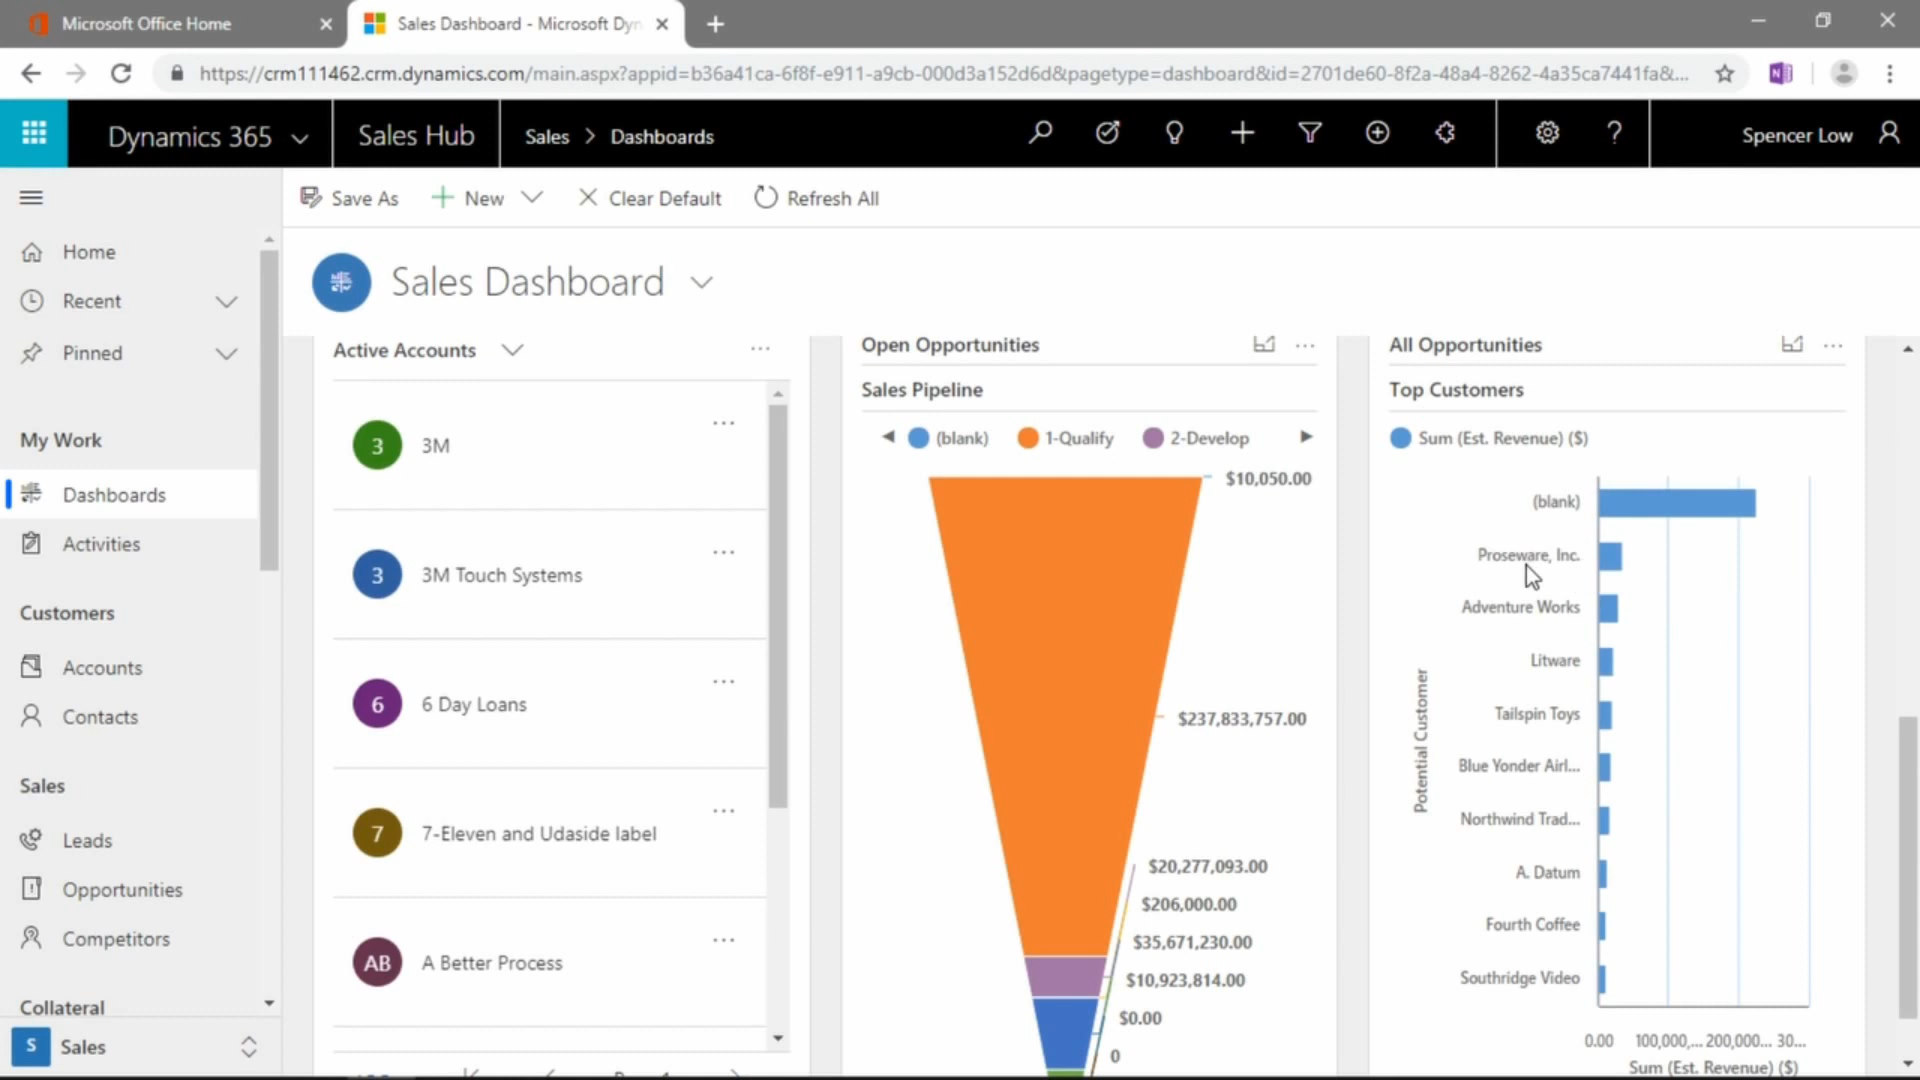 Microsoft Office Home
Sales Dashboard - Microsoft Dyn
https://crm111462.crm.dynamics.com/main.aspx?appid=b36a41ca-6f8f-e911-a9cb-000d3a152d6d&pagetype=dashboard&id=2701de60-8f2a-48a4-8262-4a35ca7441fa&...
Dynamics 365
Sales Hub
Sales > Dashboards
Spencer Low
Save As
New
Clear Default
Refresh All
Home
Recent
Pinned
My Work
Dashboards
Activities
Customers
Accounts
Contacts
Sales
Leads
Opportunities
Competitors
Collateral
S Sales
Sales Dashboard
Active Accounts
3 3M
3 3M Touch Systems
6 6 Day Loans
7 7-Eleven and Udaside label
AB A Better Process
Open Opportunities
Sales Pipeline
(blank) 1-Qualify 2-Develop
$10,050.00
$237,833,757.00
$20,277,093.00
$206,000.00
$35,671,230.00
$10,923,814.00
$0.00
0
All Opportunities
Top Customers
Sum (Est. Revenue) ($)
Potential Customer
(blank)
Proseware, Inc.
Adventure Works
Litware
Tailspin Toys
Blue Yonder Airl...
Northwind Trad...
A. Datum
Fourth Coffee
Southridge Video
0.00 100,000,... 200,000... 30...
Sum (Est. Revenue) ($)